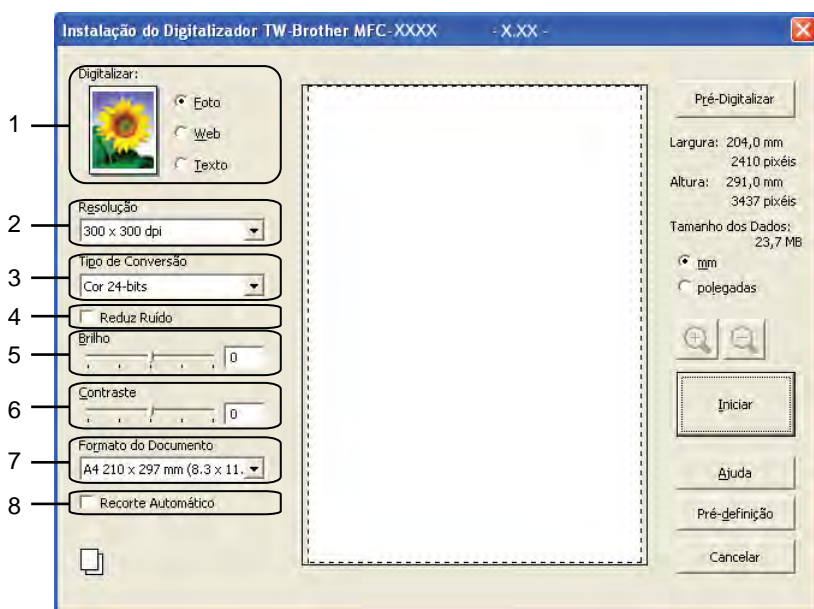 Instalação do Digitalizador TW-Brother MFC-XXXX - X.XX -
1
Digitalizar:
Foto
Web
Texto
2
Resolução
300 x 300 dpi
3
Tipo de Conversão
Cor 24-bits
4
Reduz Ruído
5
Brilho
0
6
Contraste
0
7
Formato do Documento
A4 210 x 297 mm (8.3 x 11.
8
Recorte Automático
Pré-Digitalizar
Largura: 204,0 mm
2410 pixéis
Altura: 291,0 mm
3437 pixéis
Tamanho dos Dados:
23,7 MB
mm
polegadas
Iniciar
Ajuda
Pré-definição
Cancelar